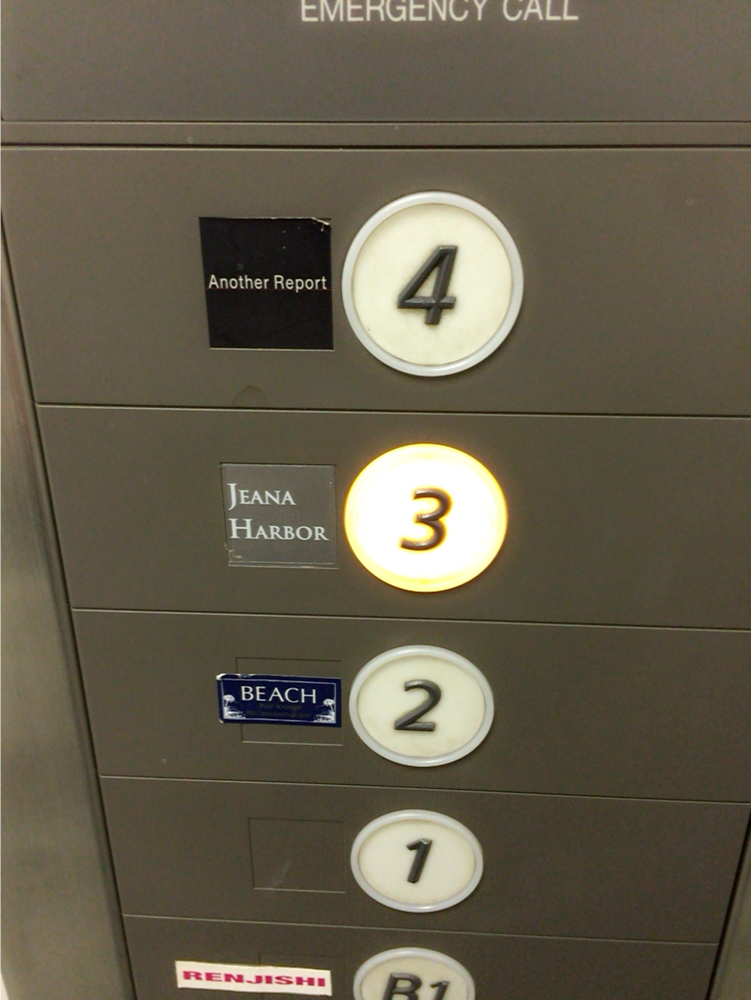 EMERGENCY CALL
Another Report
4
JEANA
HARBOR
3
BEACH
2
1
RENJISHI
B1